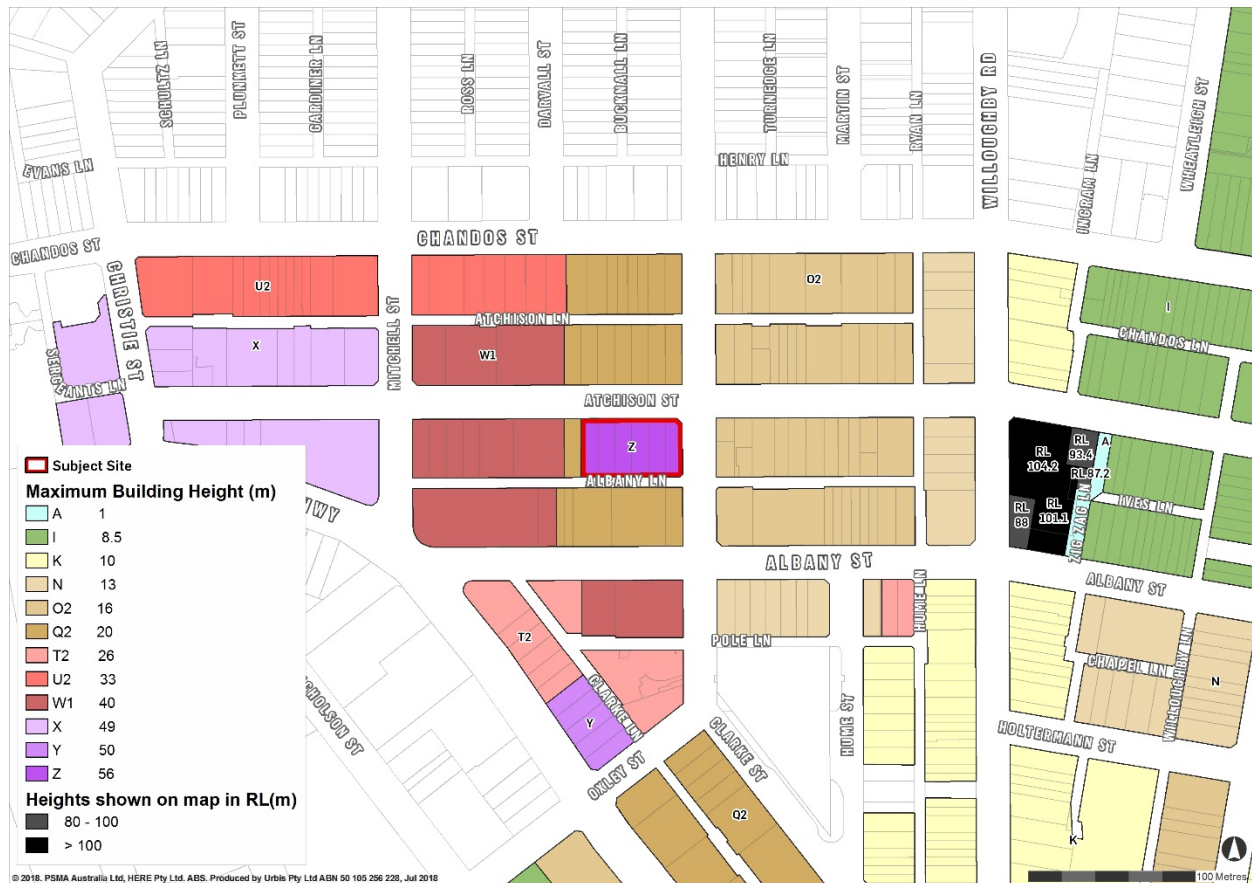 SCHULTZ LN
PLUNKETT ST
GARDINER LN
ROSS LN
DARVALL ST
BUCKNALL LN
TURNEDGE LN
MARTIN ST
RYAN LN
WILLOUGHBY RD
INGRAM LN
WHEATLEIGH ST
EVANS LN
HENRY LN
CHANDOS ST
CHANDOS ST
CHRISTIE ST
U2
O2
I
ATCHISON LN
CHANDOS LN
SERGEANTS LN
X
MITCHELL ST
W1
ATCHISON ST
Z
ALBANY LN
HWY
RL
104.2
RL
93.4
A
RL 87.2
RL
88
RL
101.1
ZIG ZAG LN
IVES LN
ALBANY ST
ALBANY ST
T2
CLARKE LN
Y
POLE LN
HUME LN
HUME ST
CHAPEL LN
WILLOUGHBY LN
N
HOLTERMANN ST
NICHOLSON ST
OXLEY ST
CLARKE ST
Q2
K
Subject Site
Maximum Building Height (m)
A 1
I 8.5
K 10
N 13
O2 16
Q2 20
T2 26
U2 33
W1 40
X 49
Y 50
Z 56
Heights shown on map in RL(m)
80 - 100
> 100
© 2018. PSMA Australia Ltd, HERE Pty Ltd. ABS. Produced by Urbis Pty Ltd ABN 50 105 256 228, Jul 2018
100 Metres